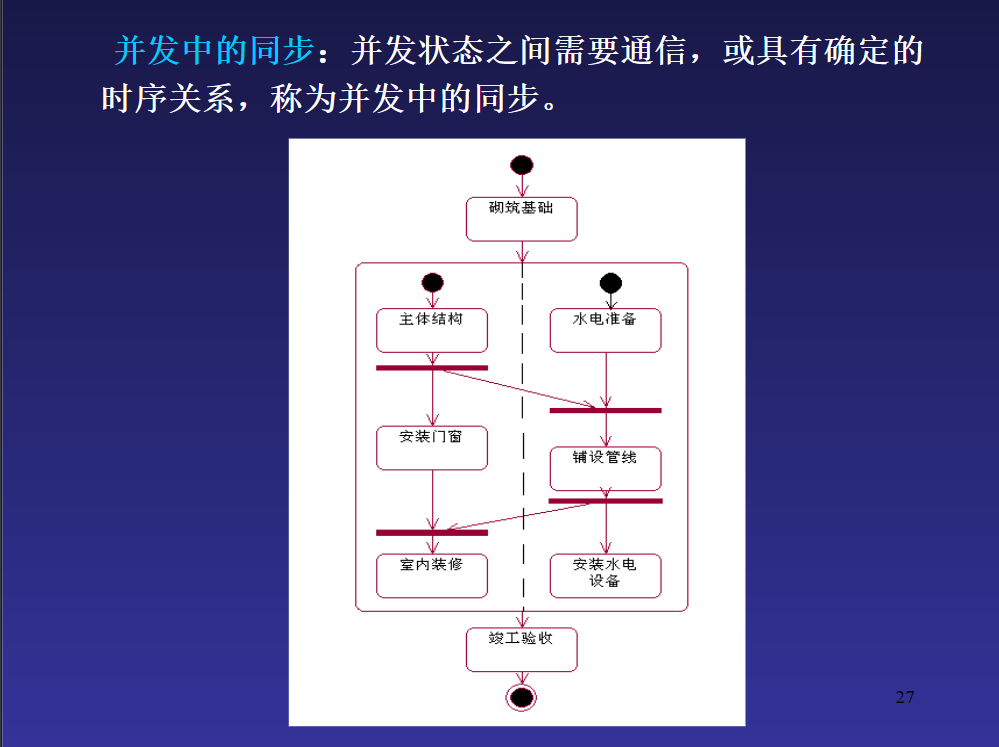 并发中的同步：并发状态之间需要通信，或具有确定的
时序关系，称为并发中的同步。
砌筑基础
主体结构
水电准备
安装门窗
铺设管线
室内装修
安装水电
设备
竣工验收
27